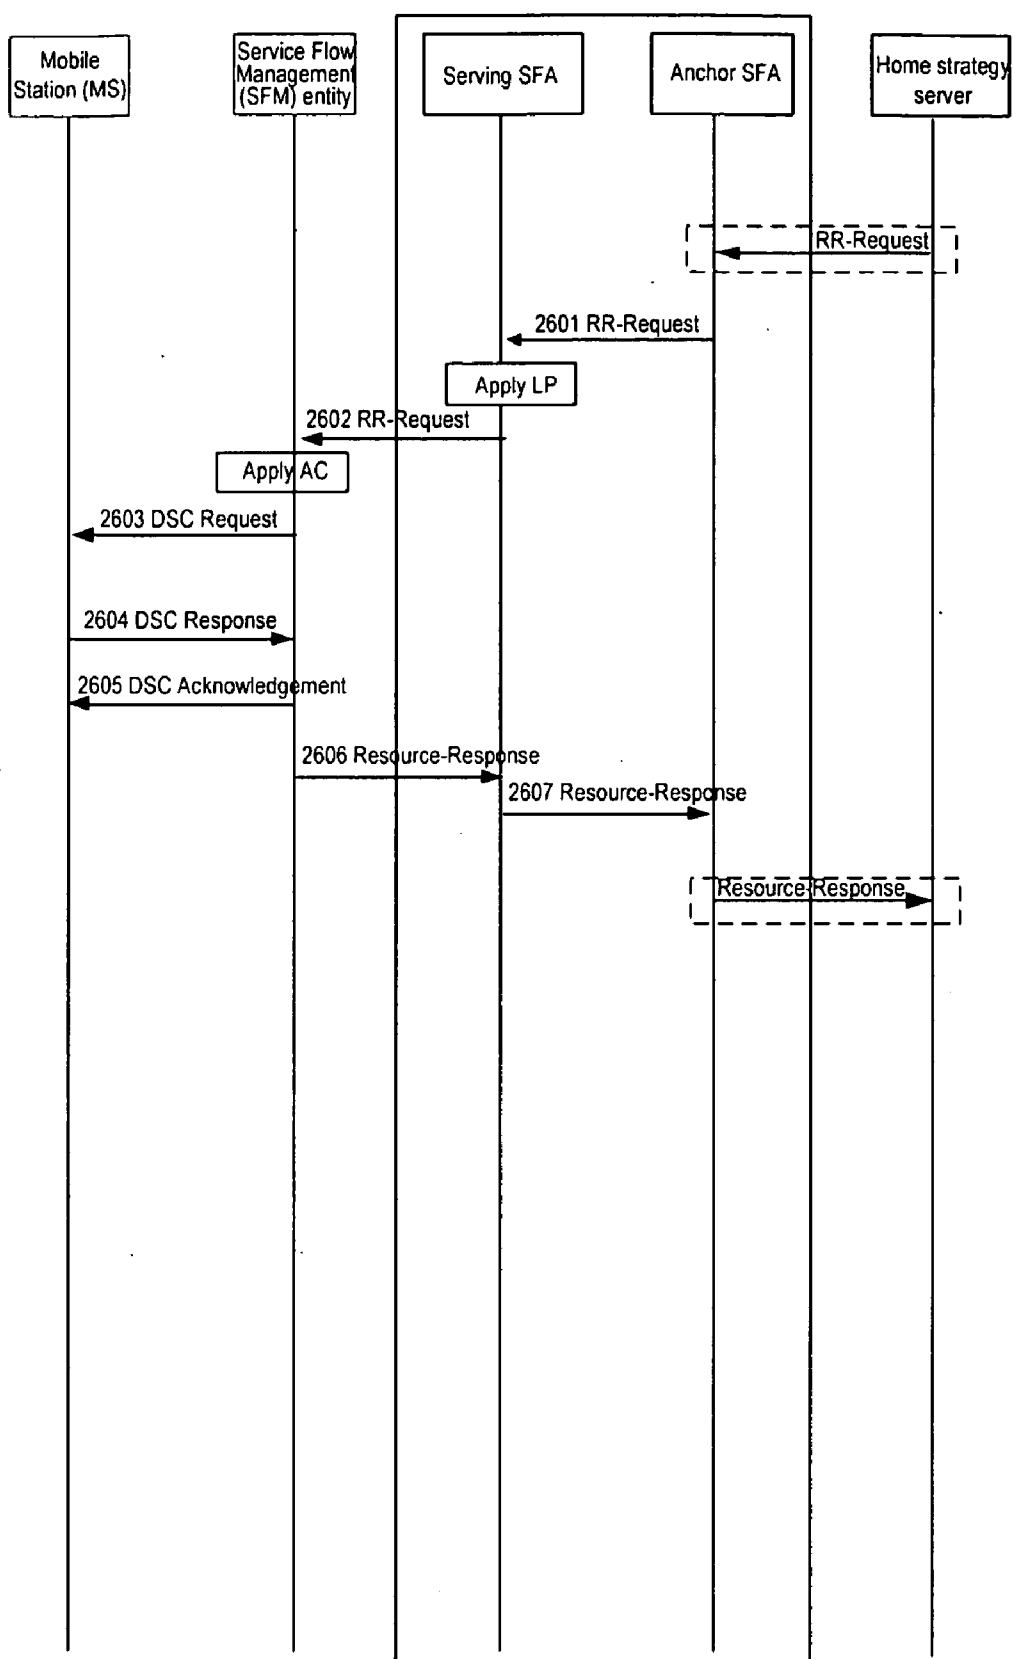 Mobile
Station (MS)
Service Flow
Management
(SFM) entity
Serving SFA
Anchor SFA
Home strategy
server
RR-Request
2601 RR-Request
Apply LP
2602 RR-Request
Apply AC
2603 DSC Request
2604 DSC Response
2605 DSC Acknowledgement
2606 Resource-Response
2607 Resource-Response
Resource-Response